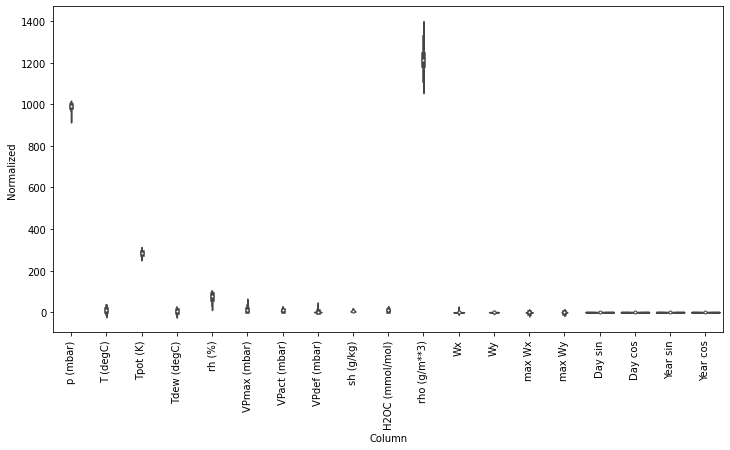 1400
1200
1000
800
600
400
200
0
Normalized
p (mbar)
T (degC)
Tpot (K)
Tdew (degC)
rh (%)
VPmax (mbar)
VPact (mbar)
VPdef (mbar)
sh (g/kg)
H2OC (mmol/mol)
rho (g/m**3)
Wx
Wy
max Wx
max Wy
Day sin
Day cos
Year sin
Year cos
Column